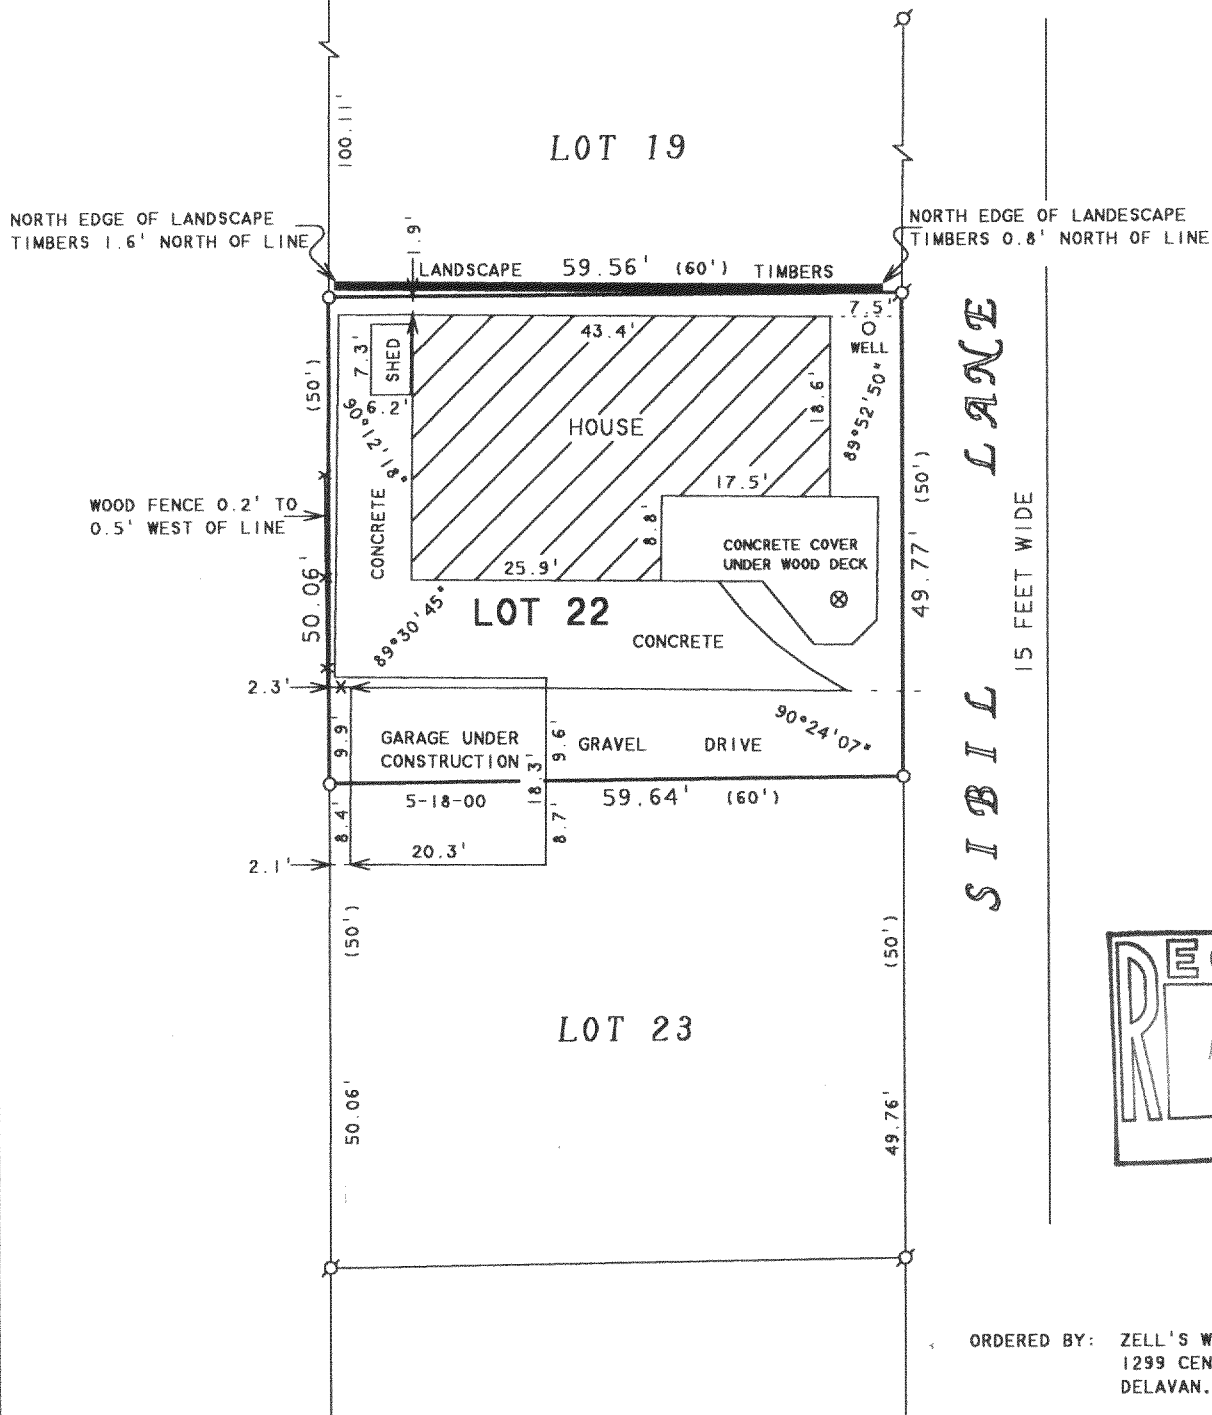 100.11'
LOT 19
NORTH EDGE OF LANDSCAPE
TIMBERS 1.6' NORTH OF LINE
NORTH EDGE OF LANDESCAPE
TIMBERS 0.8' NORTH OF LINE
1.9'
LANDSCAPE 59.56' (60') TIMBERS
7.5'
WELL
43.4'
SHED
7.3'
6.2'
(50')
90°12'18"
HOUSE
18.6'
89°52'50"
LANE
17.5'
WOOD FENCE 0.2' TO
0.5' WEST OF LINE
CONCRETE
8.8'
CONCRETE COVER
UNDER WOOD DECK
49.77' (50')
15 FEET WIDE
25.9'
50.06'
89°30'45"
LOT 22
CONCRETE
2.3'
SIBIL
90°24'07"
9.9'
GARAGE UNDER
CONSTRUCTION
9.6'
18.3'
GRAVEL DRIVE
5-18-00
59.64' (60')
8.4'
8.7'
20.3'
2.1'
(50')
(50')
LOT 23
50.06'
49.76'
R
ORDERED BY: ZELL'S W
1299 CEN
DELAVAN.